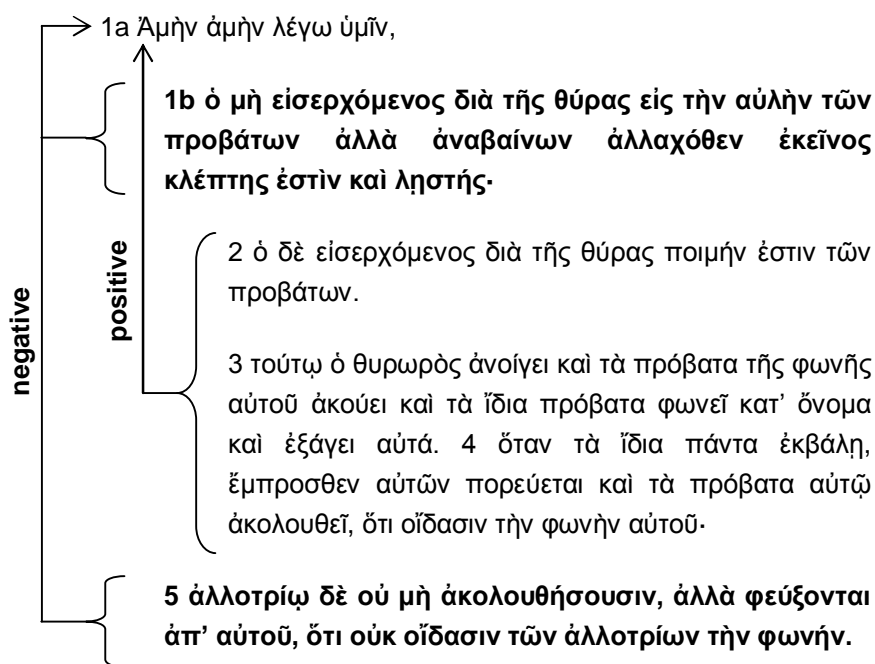 1a Ἀμὴν ἀμὴν λέγω ὑμῖν,
1b ὁ μὴ εἰσερχόμενος διὰ τῆς θύρας εἰς τὴν αὐλὴν τῶν
προβάτων ἀλλὰ ἀναβαίνων ἀλλαχόθεν ἐκεῖνος
κλέπτης ἐστὶν καὶ λῃστής·
2 ὁ δὲ εἰσερχόμενος διὰ τῆς θύρας ποιμήν ἐστιν τῶν
προβάτων.
3 τούτῳ ὁ θυρωρὸς ἀνοίγει καὶ τὰ πρόβατα τῆς φωνῆς
αὐτοῦ ἀκούει καὶ τὰ ἴδια πρόβατα φωνεῖ κατ’ ὄνομα
καὶ ἐξάγει αὐτά. 4 ὅταν τὰ ἴδια πάντα ἐκβάλῃ,
ἔμπροσθεν αὐτῶν πορεύεται καὶ τὰ πρόβατα αὐτῷ
ἀκολουθεῖ, ὅτι οἴδασιν τὴν φωνὴν αὐτοῦ·
5 ἀλλοτρίῳ δὲ οὐ μὴ ἀκολουθήσουσιν, ἀλλὰ φεύξονται
ἀπ’ αὐτοῦ, ὅτι οὐκ οἴδασιν τῶν ἀλλοτρίων τὴν φωνήν.
negative
positive